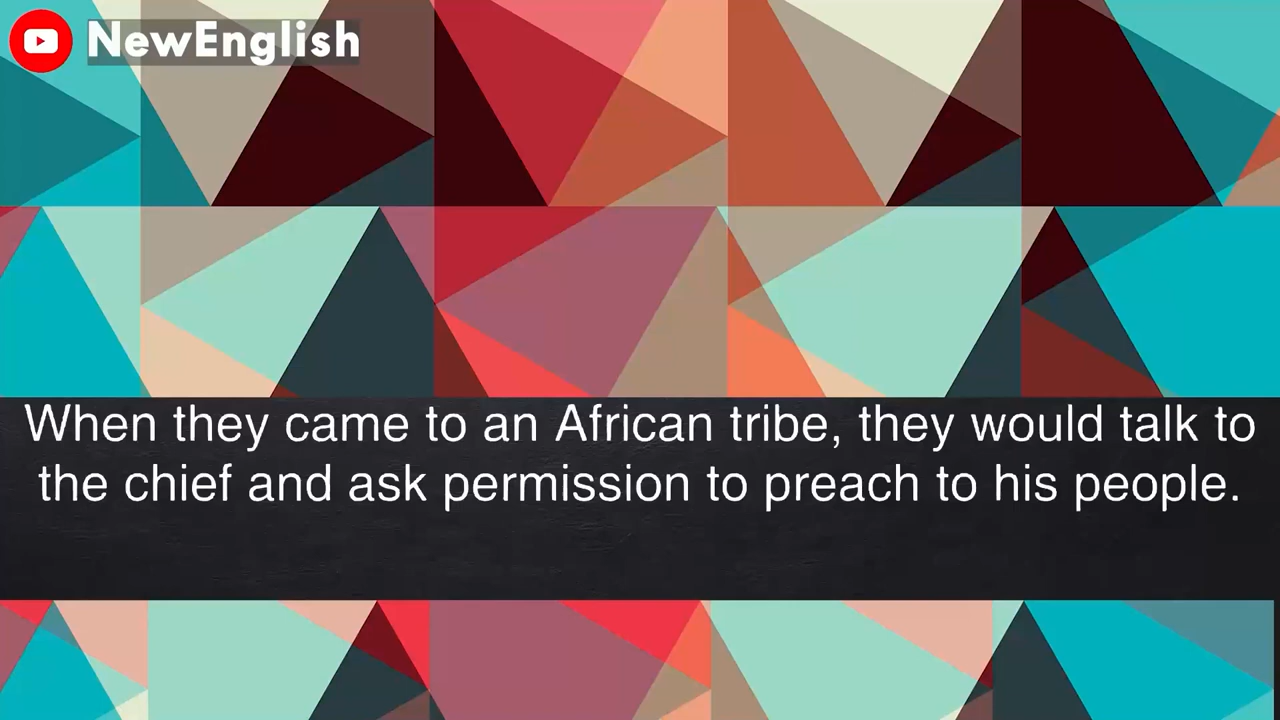 NewEnglish
When they came to an African tribe, they would talk to
the chief and ask permission to preach to his people.